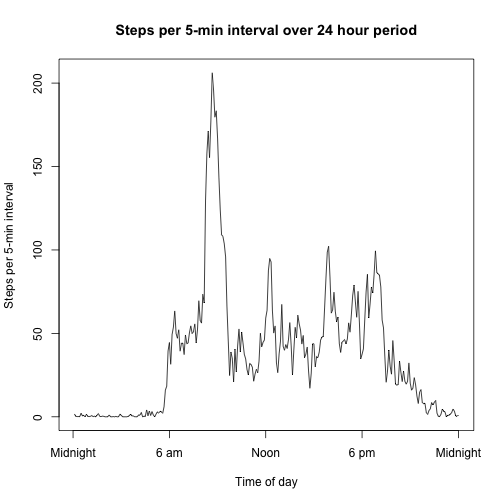 Steps per 5-min interval over 24 hour period
Steps per 5-min interval
200
150
100
50
0
Midnight
6 am
Noon
6 pm
Midnight
Time of day